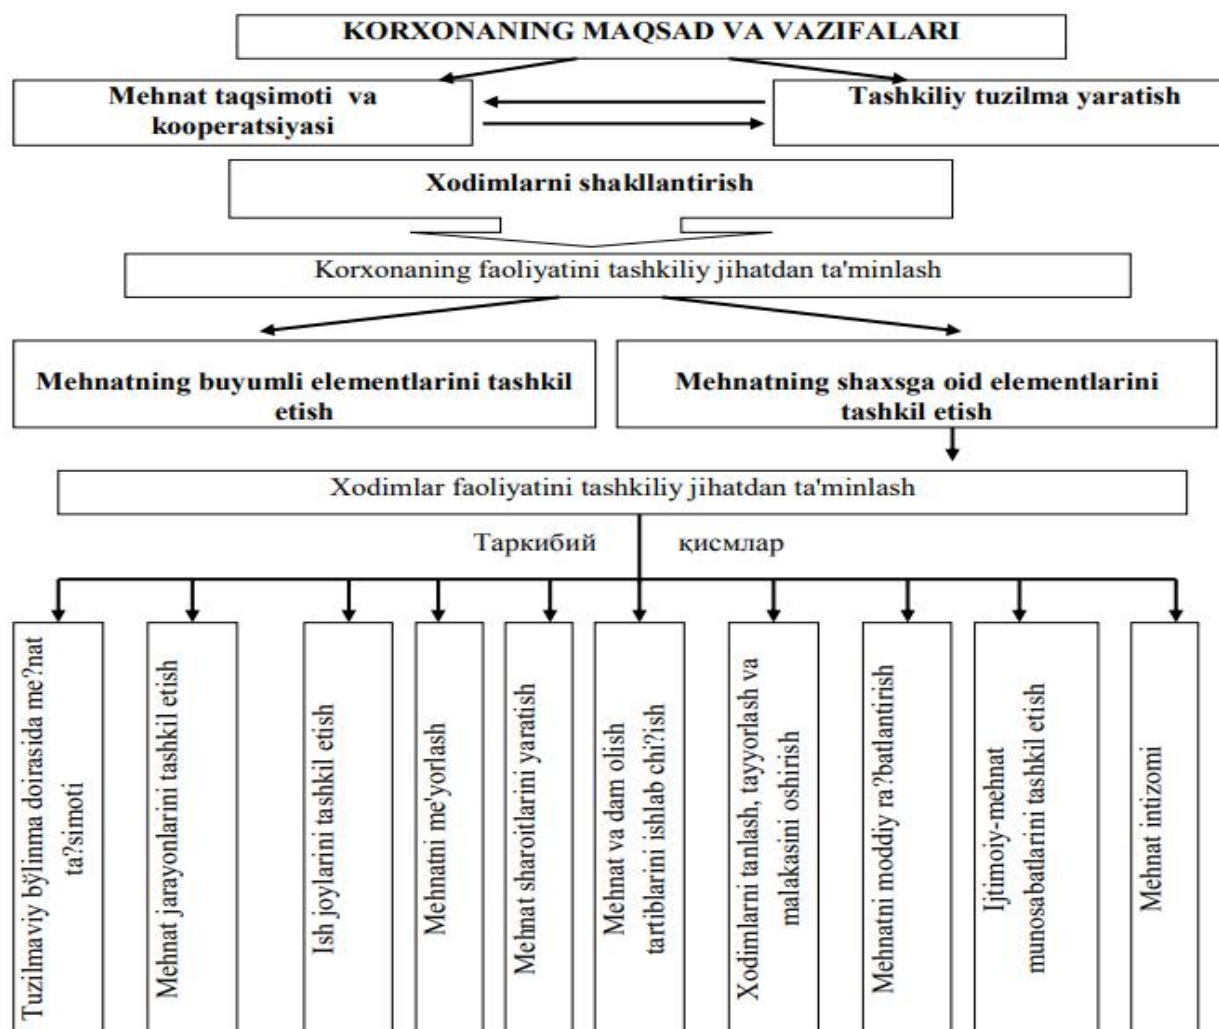 KORXONANING MAQSAD VA VAZIFALARI
Mehnat taqsimoti va
kooperatsiyasi
Tashkiliy tuzilma yaratish
Xodimlarni shakllantirish
Korxonaning faoliyatini tashkiliy jihatdan ta'minlash
Mehnatning buyumli elementlarini tashkil
etish
Mehnatning shaxsga oid elementlarini
tashkil etish
Xodimlar faoliyatini tashkiliy jihatdan ta'minlash
Таркибий қисмлар
Tuzilmaviy bўlinma doirasida me?nat
ta?simoti
Mehnat jarayonlarini tashkil etish
Ish joylarini tashkil etish
Mehnatni me'yorlash
Mehnat sharoitlarini yaratish
Mehnat va dam olish
tartiblarini ishlab chi?ish
Xodimlarni tanlash, tayyorlash va
malakasini oshirish
Mehnatni moddiy ra?batlantirish
Ijtimoiy-mehnat
munosabatlarini tashkil etish
Mehnat intizomi